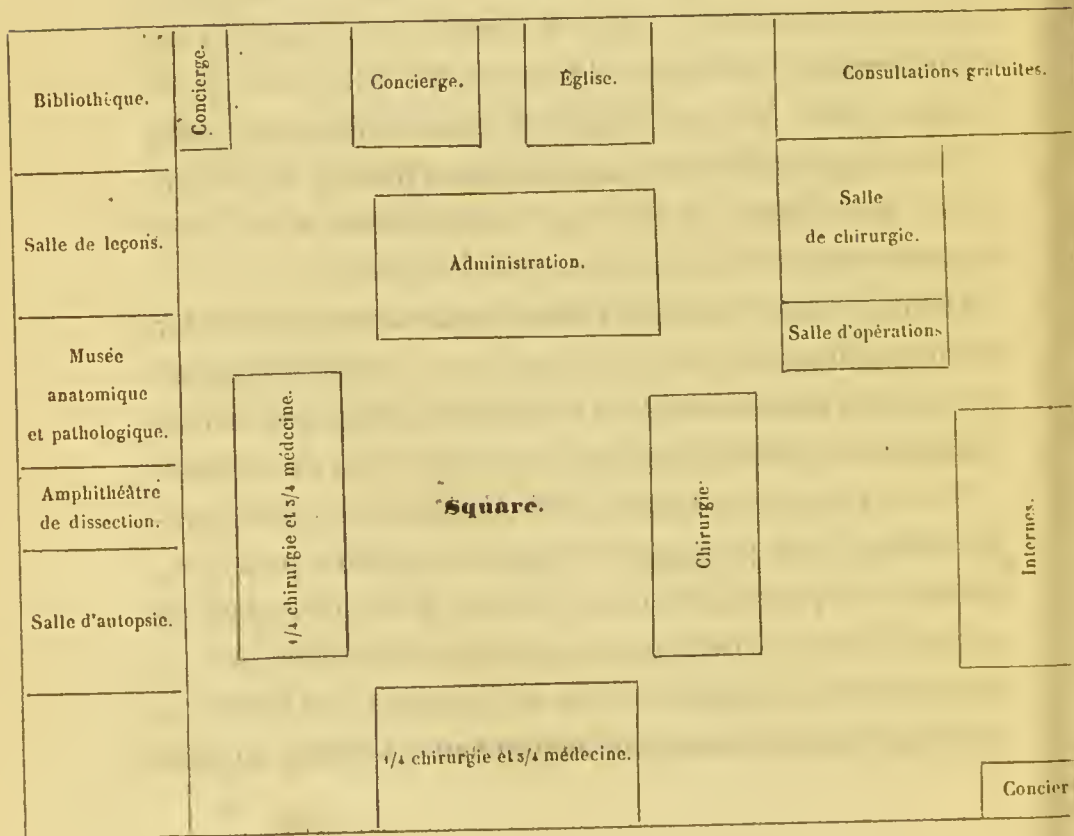 Bibliothèque.
Concierge.
Concierge.
Église.
Consultations gratuites.
Salle de leçons.
Administration.
Salle
de chirurgie.
Salle d'opérations
Musée
anatomique
et pathologique.
Amphithéâtre
de dissection.
Salle d'autopsie.
1/4 chirurgie et 3/4 médecine.
Square.
Chirurgie
Internes.
1/4 chirurgie et 3/4 médecine.
Concier